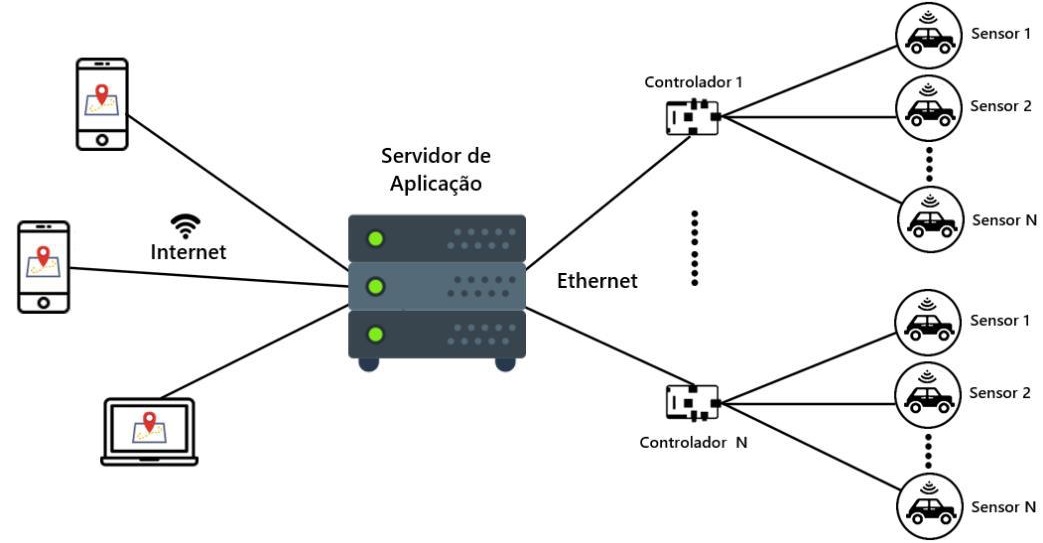 Sensor 1
Controlador 1
Sensor 2
Servidor de
Aplicação
Sensor N
Internet
Ethernet
Sensor 1
Sensor 2
Controlador N
Sensor N